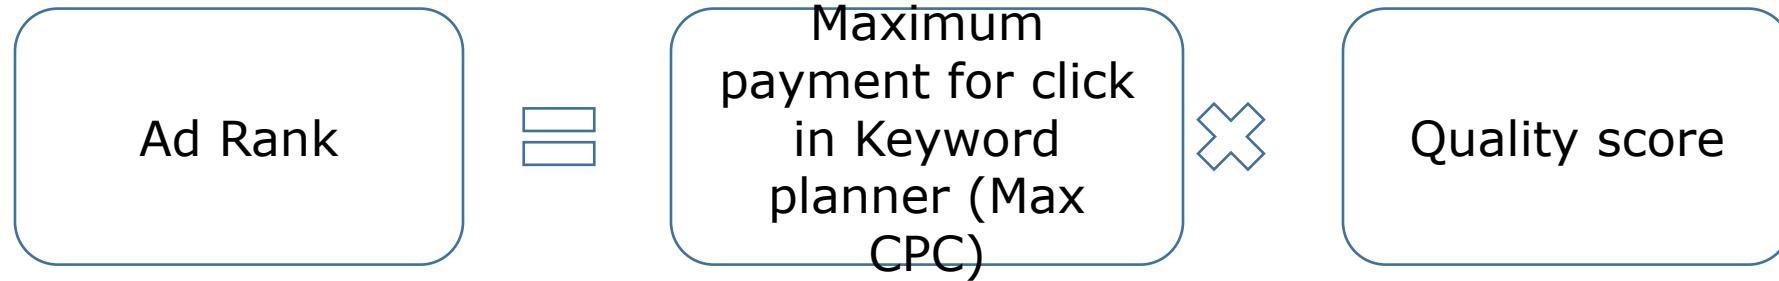 Ad Rank
Maximum
payment for click
in Keyword
planner (Max
CPC)
Quality score